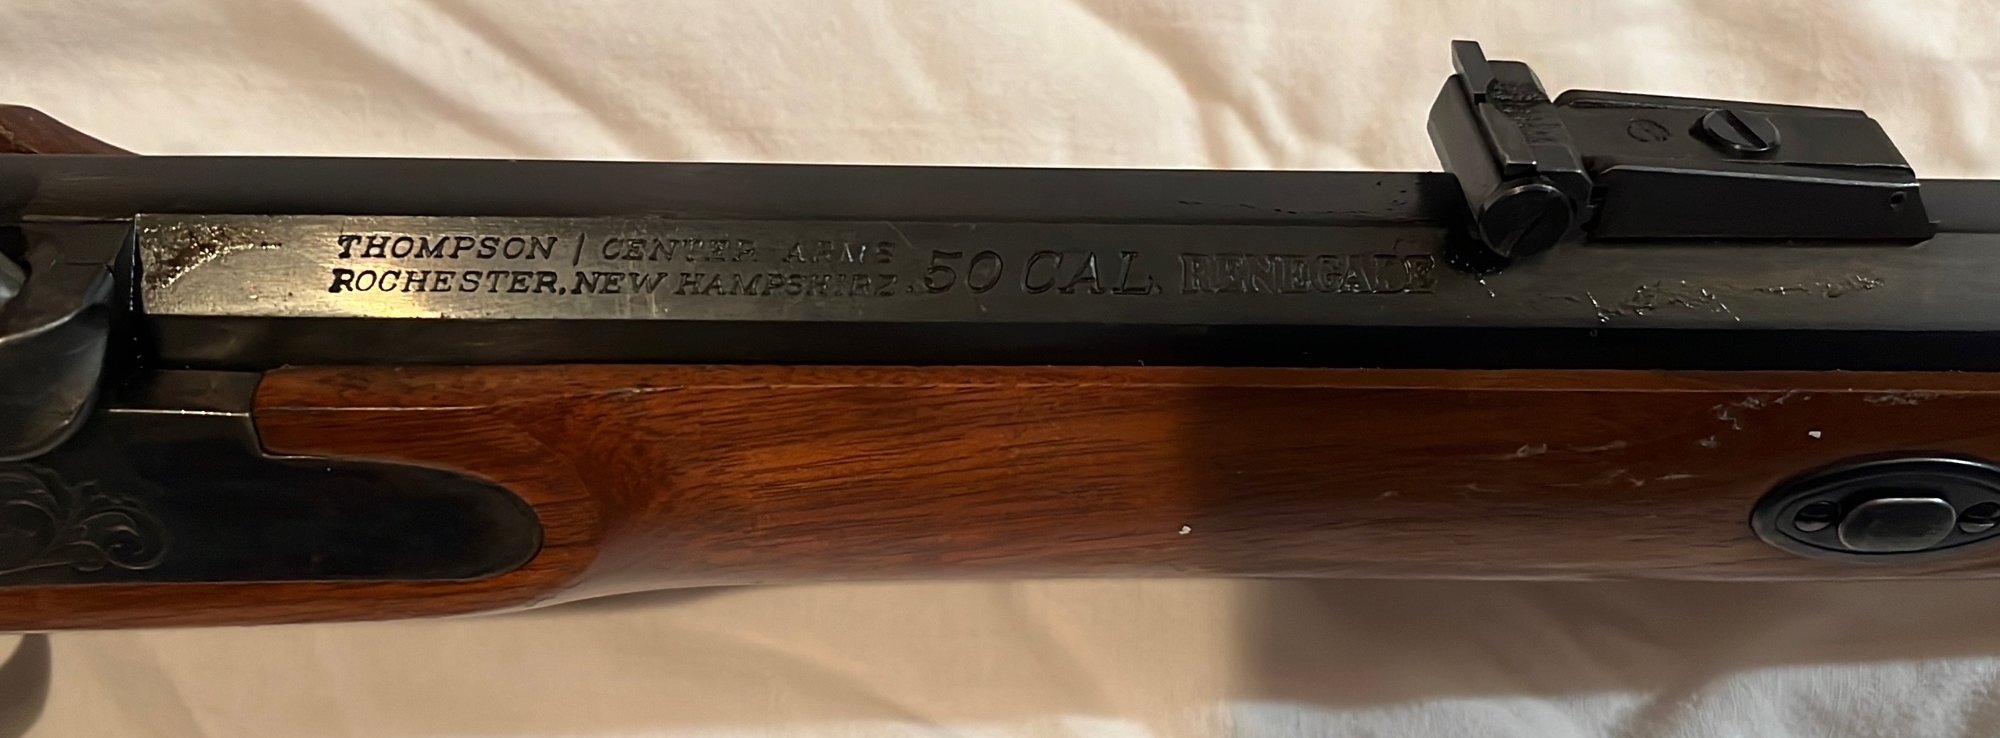 THOMPSON / CENTER ARMS
ROCHESTER, NEW HAMPSHIRE .50 CAL. RENEGADE